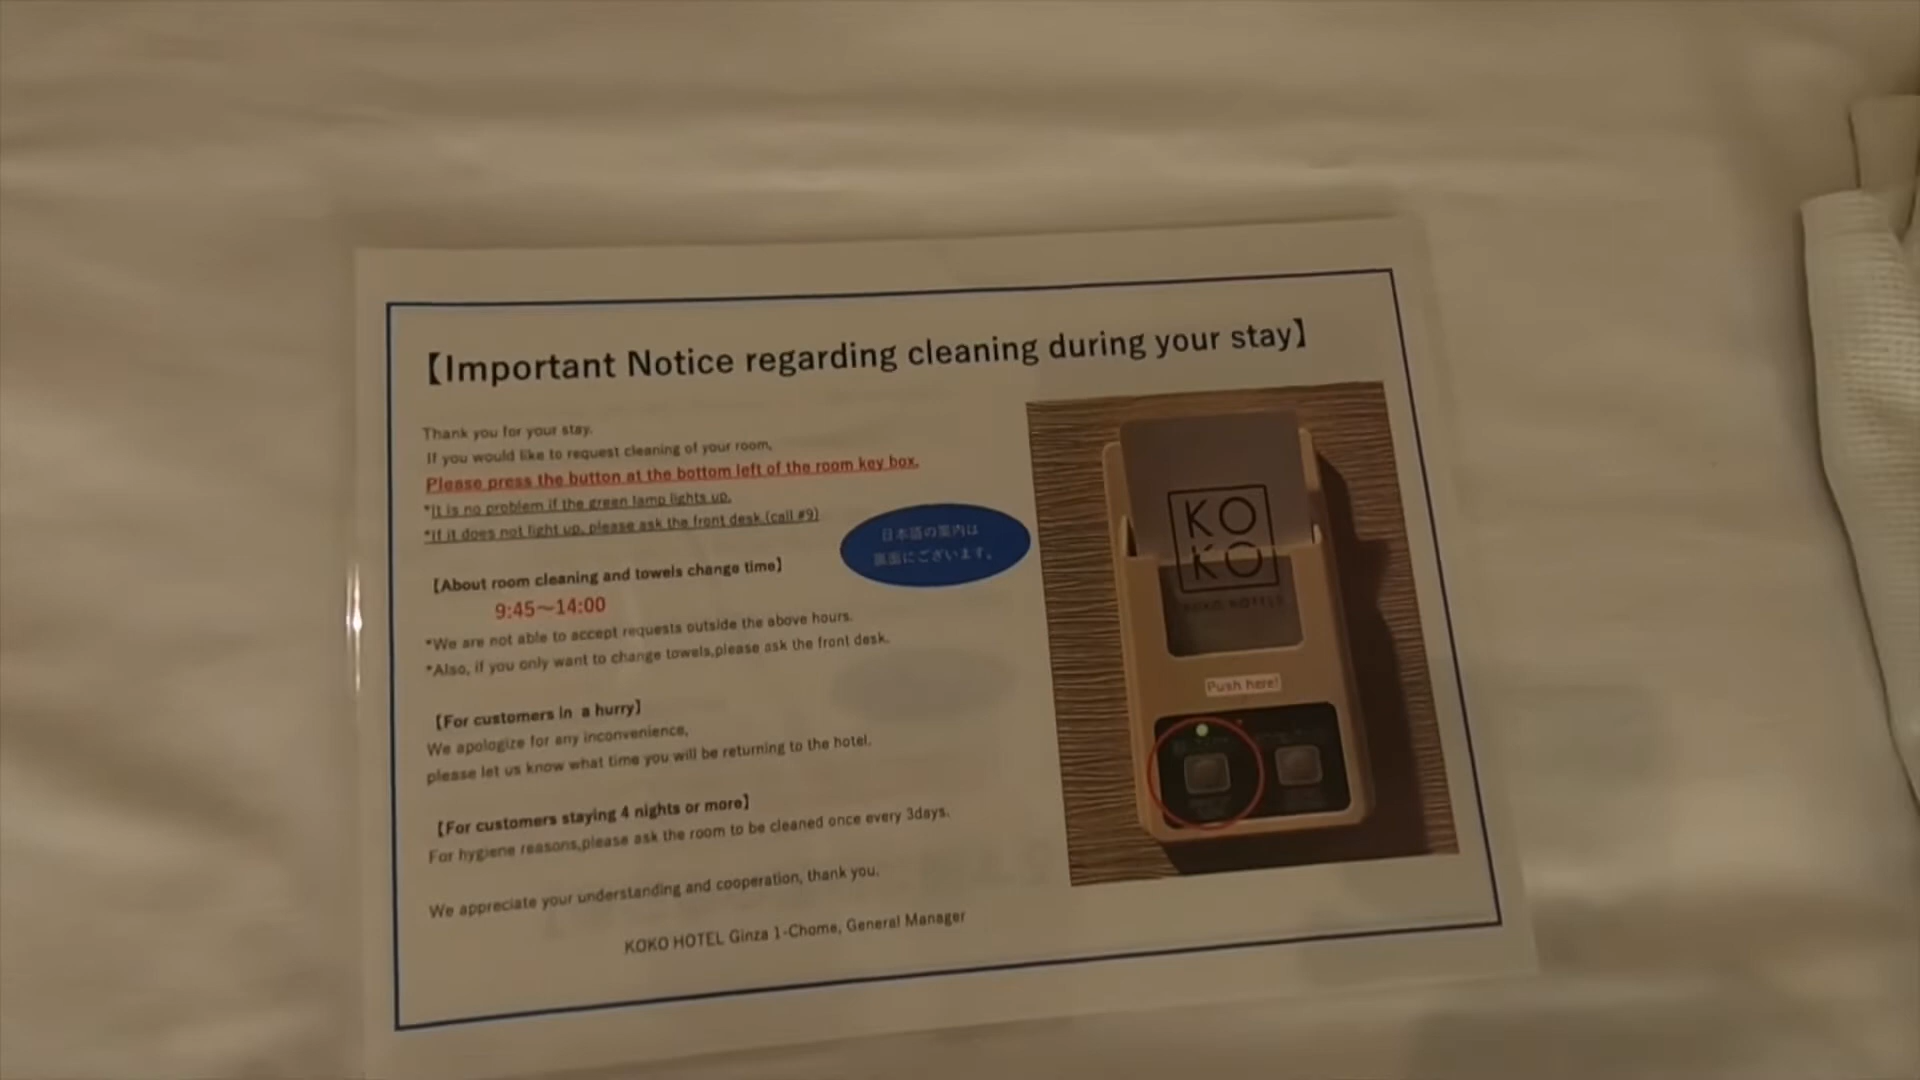 【Important Notice regarding cleaning during your stay】
Thank you for your stay.
If you would like to request cleaning of your room,
Please press the button at the bottom left of the room key box.
*It is no problem if the green lamp lights up.
*If it does not light up, please ask the front desk.(call #9)
日本語の案内は
裏面にございます。
【About room cleaning and towels change time】
9:45～14:00
*We are not able to accept requests outside the above hours.
*Also, if you only want to change towels,please ask the front desk.
【For customers in a hurry】
We apologize for any inconvenience,
please let us know what time you will be returning to the hotel.
【For customers staying 4 nights or more】
For hygiene reasons,please ask the room to be cleaned once every 3days.
We appreciate your understanding and cooperation, thank you.
KOKO HOTEL Ginza 1-Chome, General Manager
KO
KO
KOKO HOTELS
Push here!